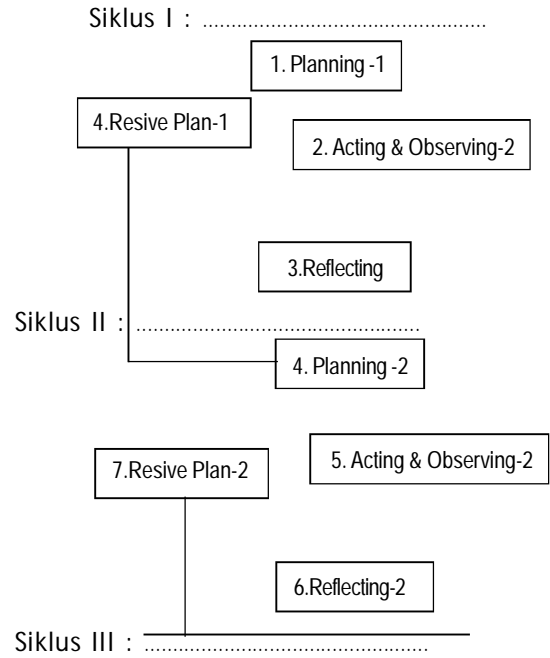 Siklus I : ..................................................
1. Planning -1
4.Resive Plan-1
2. Acting & Observing-2
3.Reflecting
Siklus II : ..................................................
4. Planning -2
5. Acting & Observing-2
7.Resive Plan-2
6.Reflecting-2
Siklus III : ..................................................